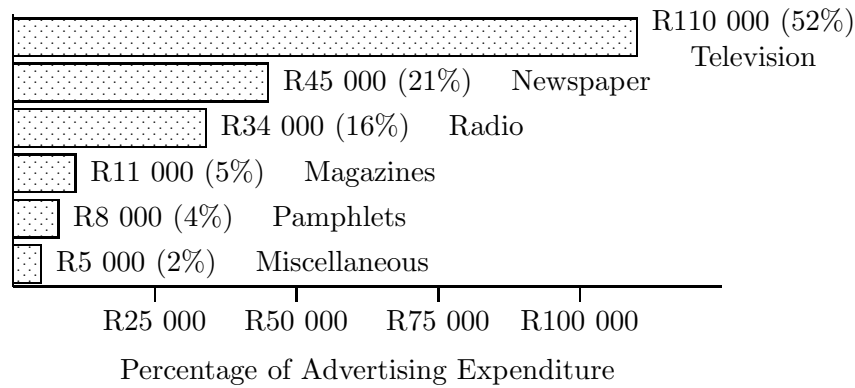 R110 000 (52%)
Television
R45 000 (21%) Newspaper
R34 000 (16%) Radio
R11 000 (5%) Magazines
R8 000 (4%) Pamphlets
R5 000 (2%) Miscellaneous
R25 000 R50 000 R75 000 R100 000
Percentage of Advertising Expenditure